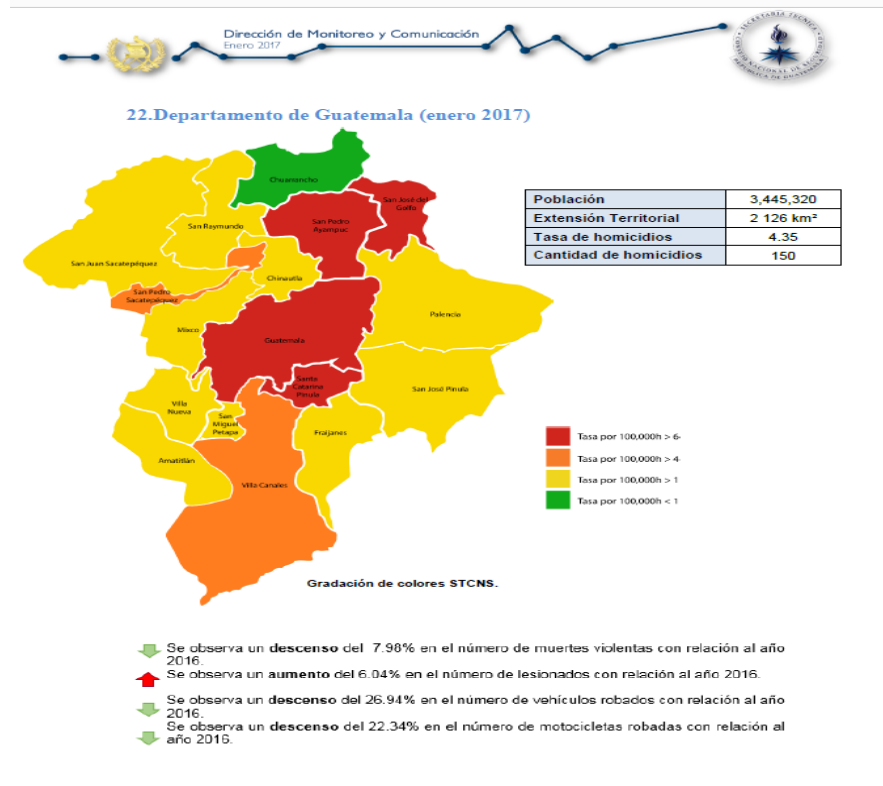 Dirección de Monitoreo y Comunicación
Enero 2017
SECRETARÍA TÉCNICA
REPÚBLICA DE GUATEMALA
22.Departamento de Guatemala (enero 2017)
Chuarrancho
San José del
Golfo
San Pedro
Ayampuc
San Raymundo
San Juan Sacatepéquez
Chinautla
San Pedro
Sacatepéquez
Palencia
Mixco
Guatemala
Santa
Catarina
Pinula
San José Pinula
Villa
Nueva
San
Miguel
Petapa
Fraijanes
Amatitlán
Villa Canales
Población 3,445,320
Extensión Territorial 2 126 km²
Tasa de homicidios 4.35
Cantidad de homicidios 150
Tasa por 100,000h > 6
Tasa por 100,000h > 4
Tasa por 100,000h > 1
Tasa por 100,000h < 1
Gradación de colores STCNS.
Se observa un descenso del 7.98% en el número de muertes violentas con relación al año
2016.
Se observa un aumento del 6.04% en el número de lesionados con relación al año 2016.
Se observa un descenso del 26.94% en el número de vehículos robados con relación al año
2016.
Se observa un descenso del 22.34% en el número de motocicletas robadas con relación al
año 2016.